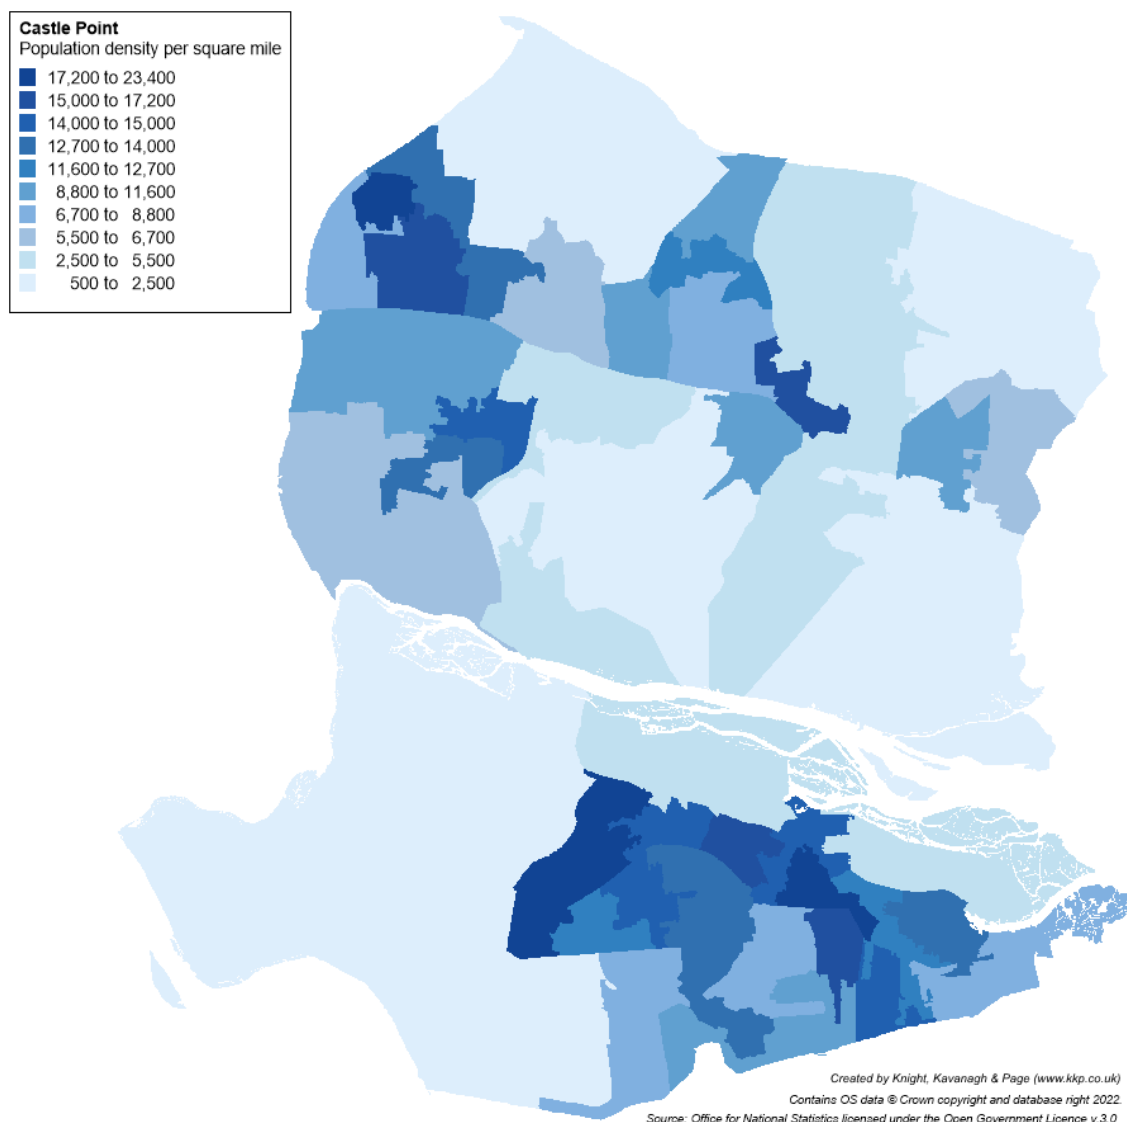 Castle Point
Population density per square mile
17,200 to 23,400
15,000 to 17,200
14,000 to 15,000
12,700 to 14,000
11,600 to 12,700
8,800 to 11,600
6,700 to 8,800
5,500 to 6,700
2,500 to 5,500
500 to 2,500
Created by Knight, Kavanagh & Page (www.kkp.co.uk)
Contains OS data © Crown copyright and database right 2022.
Source: Office for National Statistics licensed under the Open Government Licence v.3.0